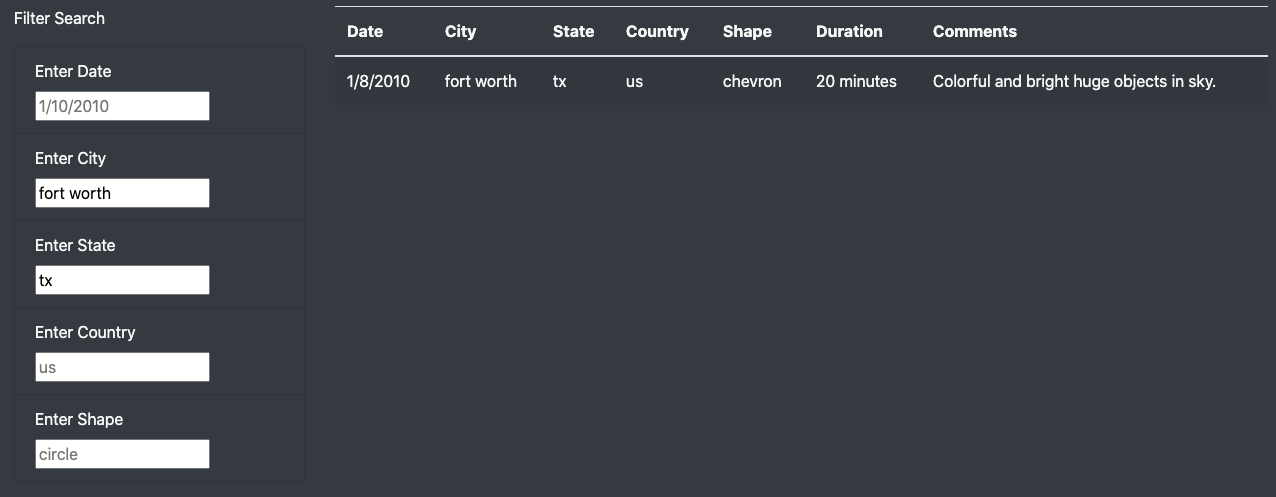 Filter Search
Enter Date
1/10/2010
Enter City
fort worth
Enter State
tx
Enter Country
us
Enter Shape
circle
Date City State Country Shape Duration Comments
1/8/2010 fort worth tx us chevron 20 minutes Colorful and bright huge objects in sky.